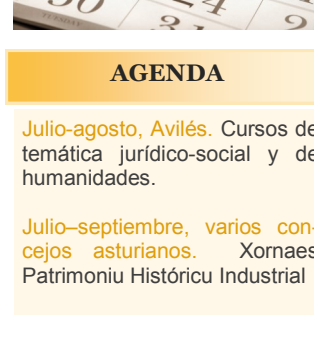 AGENDA
Julio-agosto, Avilés. Cursos de
temática jurídico-social y de
humanidades.
Julio–septiembre, varios con-
cejos asturianos. Xornaes
Patrimoniu Históricu Industrial